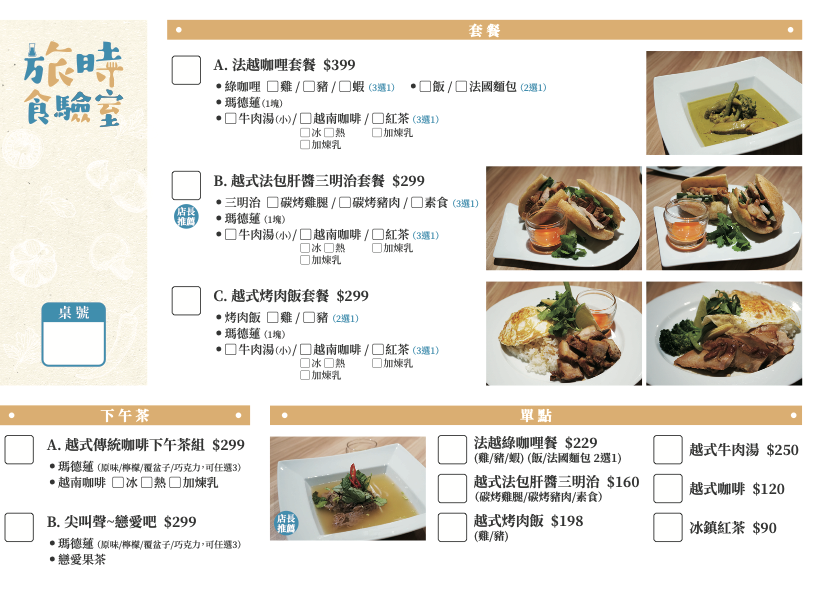 旅時
食驗室
桌號
套餐
A. 法越咖哩套餐 $399
•綠咖哩 □雞 / □豬 / □蝦 (3選1) •□飯 / □法國麵包 (2選1)
•瑪德蓮(1塊)
•□牛肉湯(小) / □越南咖啡 / □紅茶 (3選1)
□冰 □熱 □加煉乳
□加煉乳
B. 越式法包肝醬三明治套餐 $299
店長
推薦
•三明治 □碳烤雞腿 / □碳烤豬肉 / □素食 (3選1)
•瑪德蓮 (1塊)
•□牛肉湯(小) / □越南咖啡 / □紅茶 (3選1)
□冰 □熱 □加煉乳
□加煉乳
C. 越式烤肉飯套餐 $299
•烤肉飯 □雞 / □豬 (2選1)
•瑪德蓮 (1塊)
•□牛肉湯(小) / □越南咖啡 / □紅茶 (3選1)
□冰 □熱 □加煉乳
□加煉乳
下午茶
A. 越式傳統咖啡下午茶組 $299
•瑪德蓮 (原味/檸檬/覆盆子/巧克力,可任選3)
•越南咖啡 □冰 □熱 □加煉乳
B. 尖叫聲~戀愛吧 $299
•瑪德蓮 (原味/檸檬/覆盆子/巧克力,可任選3)
•戀愛果茶
單點
店長
推薦
法越綠咖哩餐 $229
(雞/豬/蝦) (飯/法國麵包 2選1)
越式法包肝醬三明治 $160
(碳烤雞腿/碳烤豬肉/素食)
越式烤肉飯 $198
(雞/豬)
越式牛肉湯 $250
越式咖啡 $120
冰鎮紅茶 $90